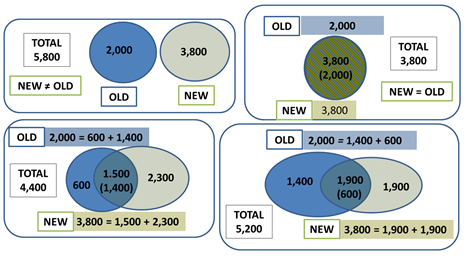 TOTAL
5,800
2,000
3,800
NEW ≠ OLD
OLD
NEW
OLD 2,000
3,800
(2,000)
TOTAL
3,800
NEW = OLD
NEW 3,800
OLD 2,000 = 600 + 1,400
TOTAL
4,400
600
1.500
(1,400)
2,300
NEW 3,800 = 1,500 + 2,300
OLD 2,000 = 1,400 + 600
1,400
1,900
(600)
1,900
TOTAL
5,200
NEW 3,800 = 1,900 + 1,900